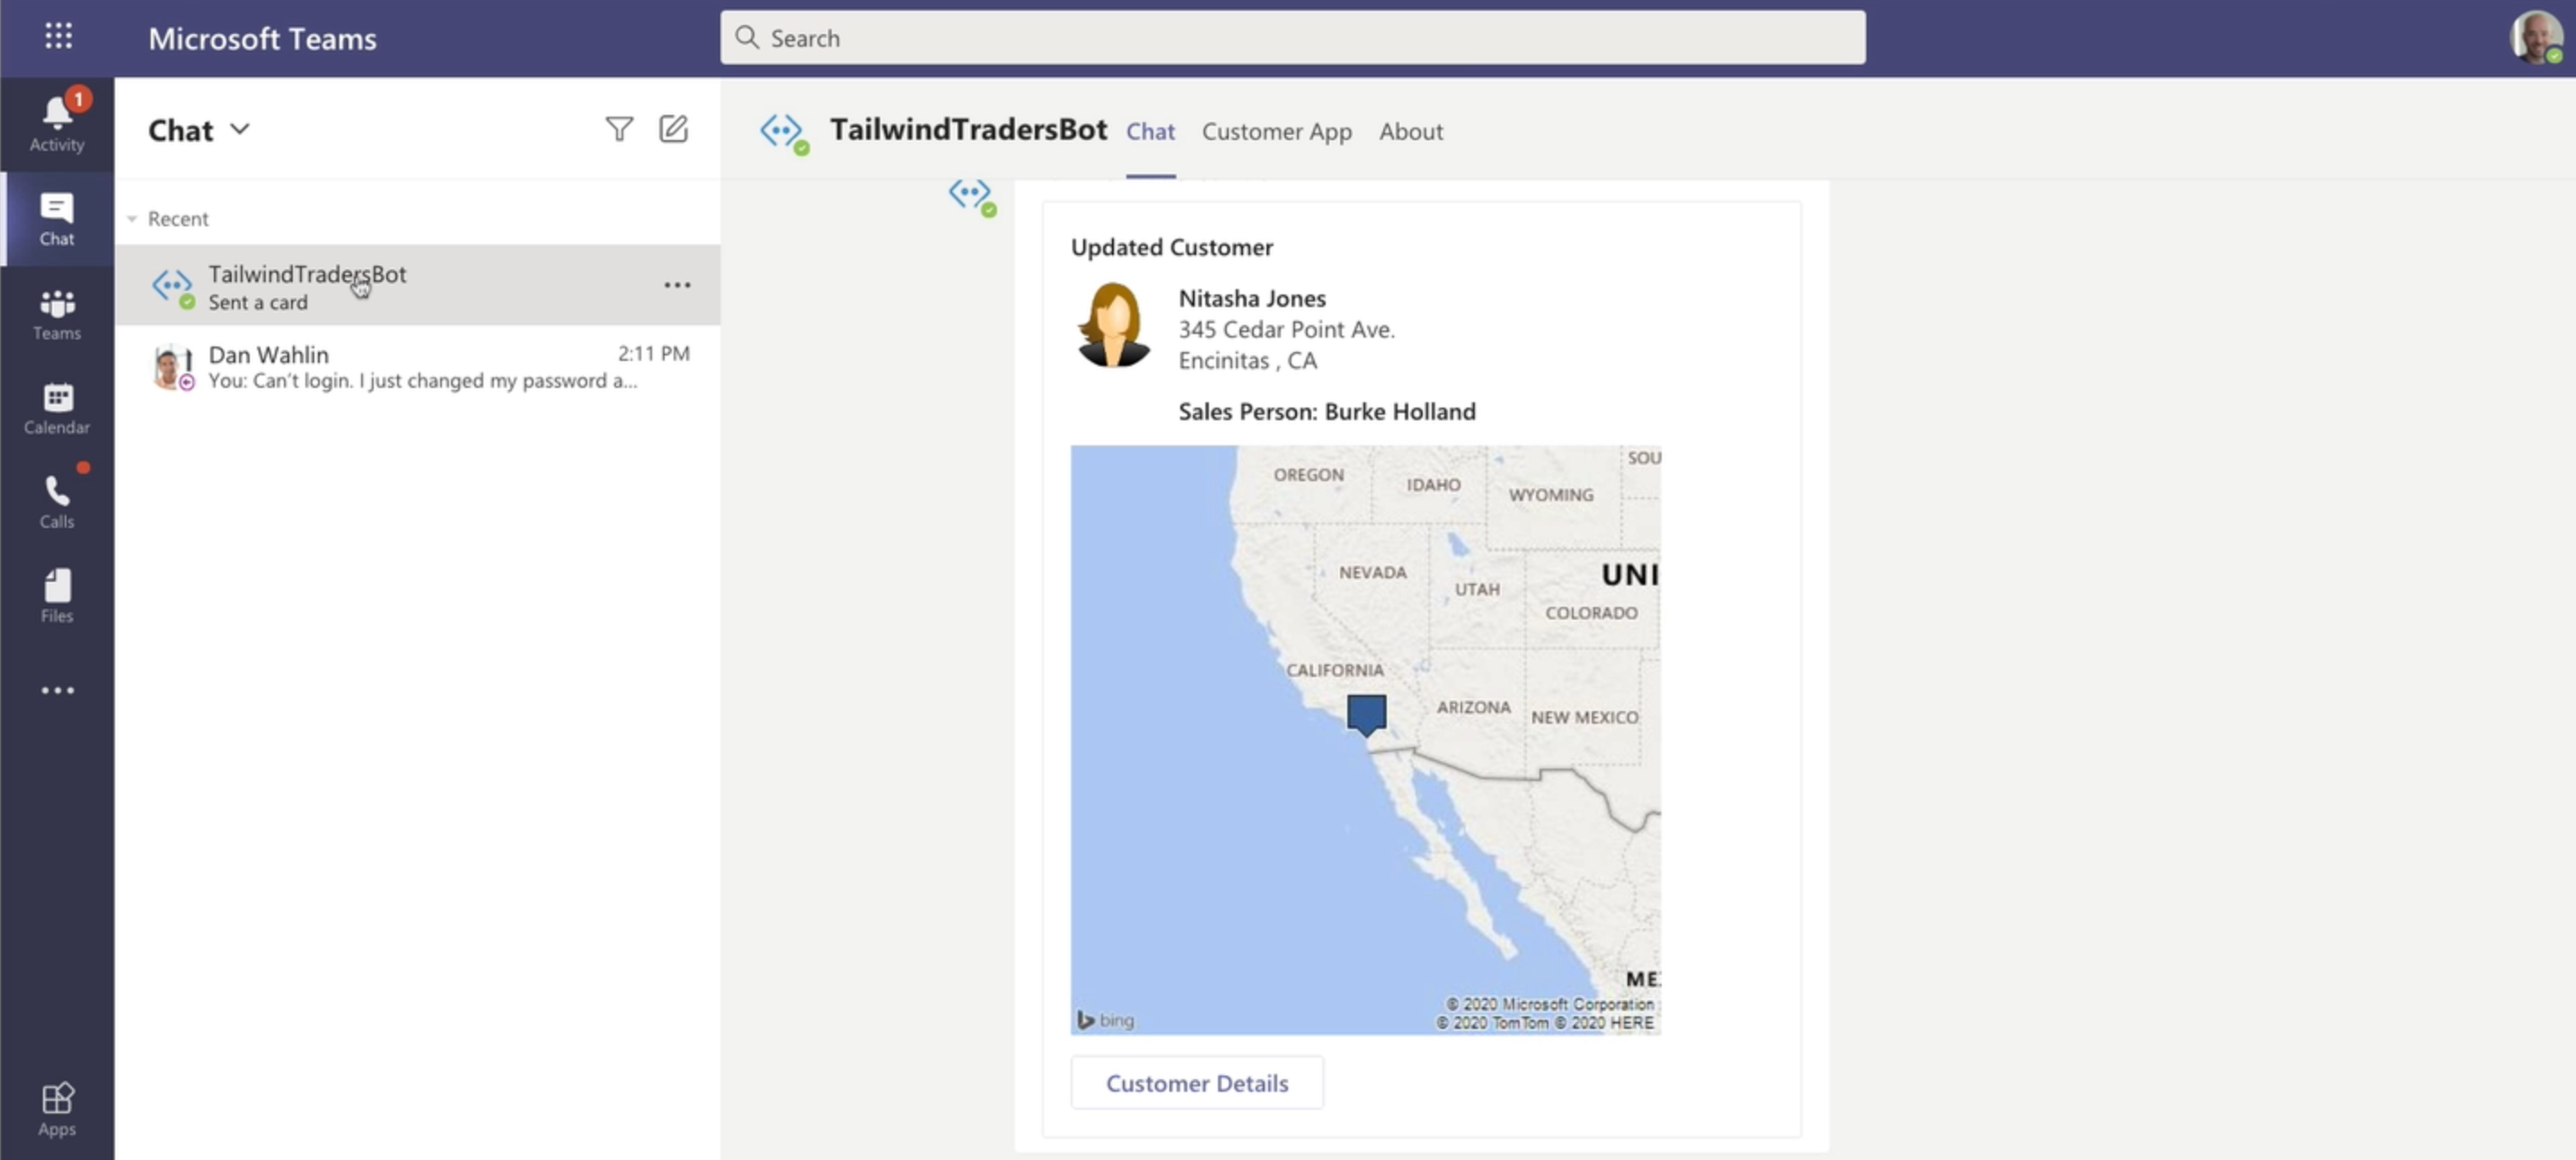 Microsoft Teams
Search
1
Activity
Chat
Teams
Calendar
Calls
Files
Apps
Chat
Recent
TailwindTradersBot
Sent a card
Dan Wahlin 2:11 PM
You: Can't login. I just changed my password a...
TailwindTradersBot Chat Customer App About
Updated Customer
Nitasha Jones
345 Cedar Point Ave.
Encinitas , CA
Sales Person: Burke Holland
SOU
OREGON
IDAHO
WYOMING
NEVADA
UNI
UTAH
COLORADO
CALIFORNIA
ARIZONA
NEW MEXICO
ME
© 2020 Microsoft Corporation
bing
© 2020 TomTom © 2020 HERE
Customer Details